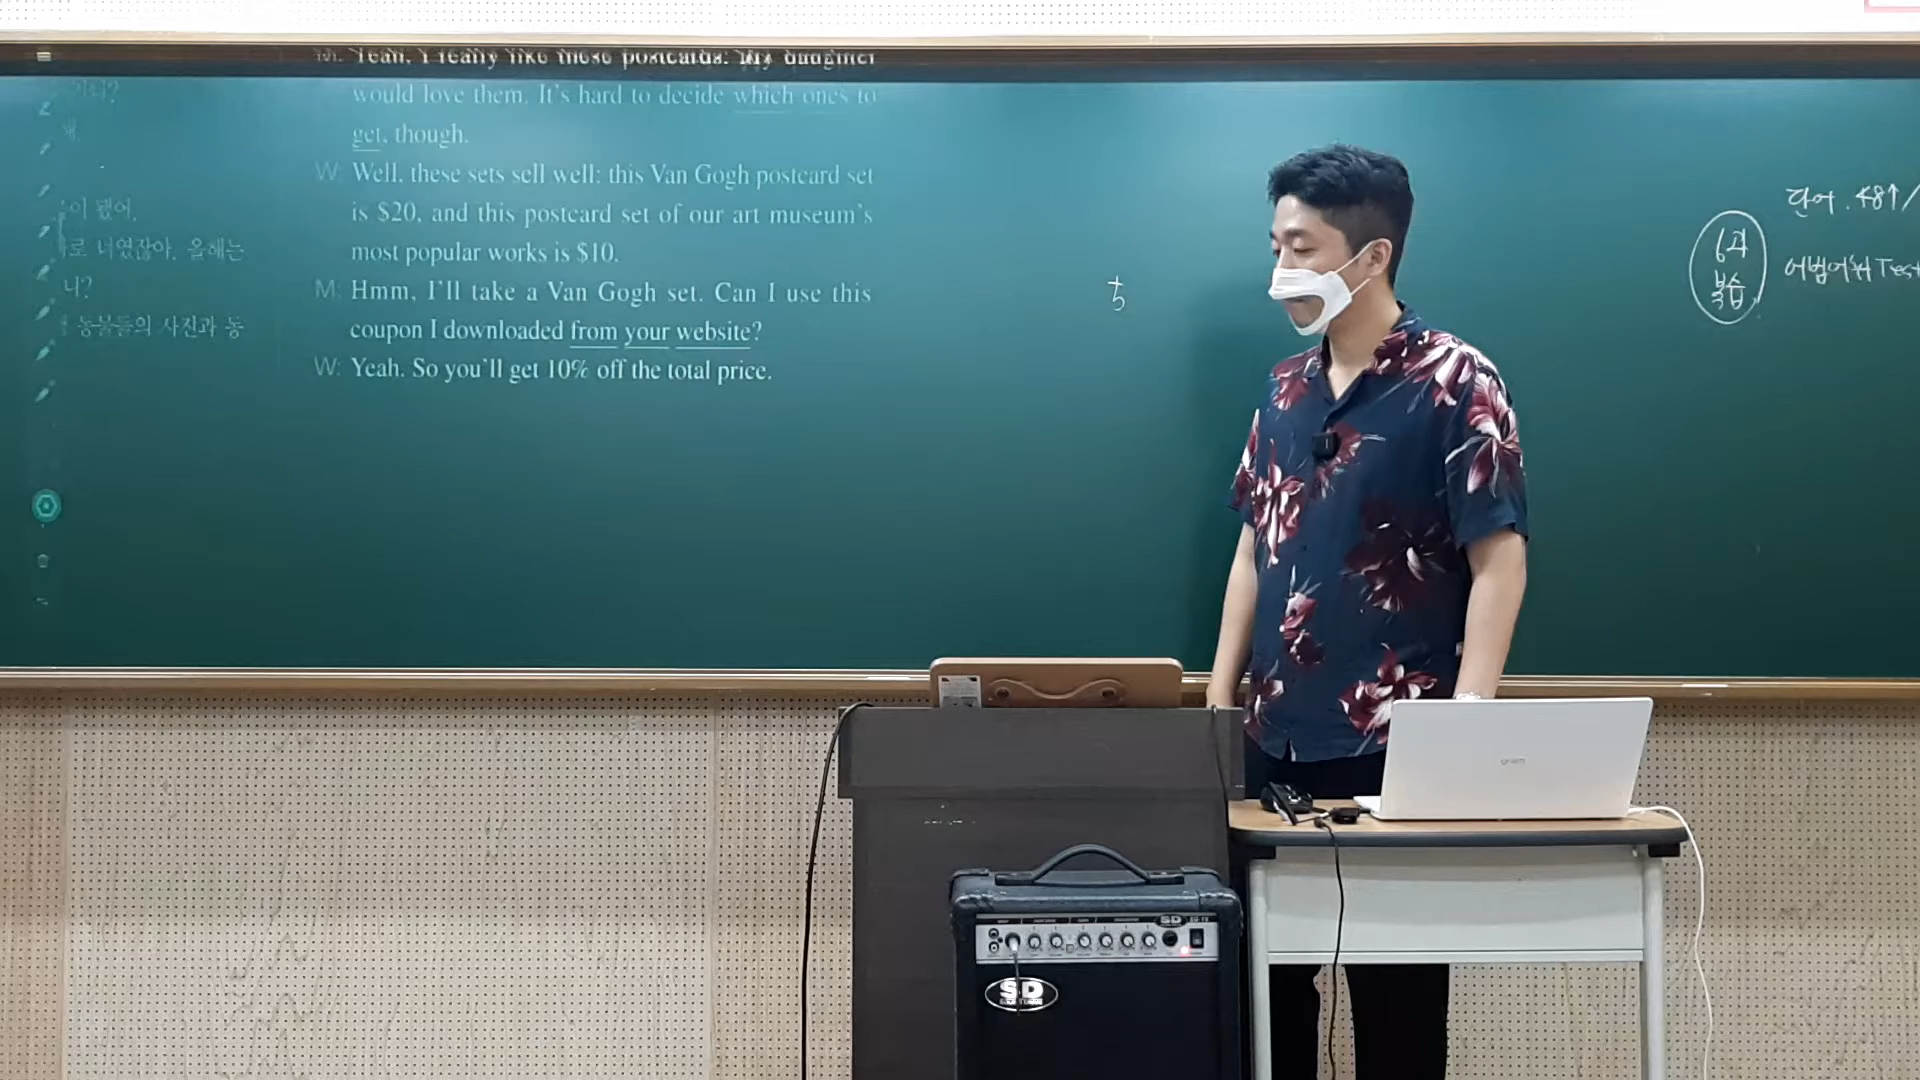 M: Yeah, I really like these postcards. My daughter
would love them. It's hard to decide which ones to
get, though.
W: Well, these sets sell well: this Van Gogh postcard set
is $20, and this postcard set of our art museum's
most popular works is $10.
M: Hmm, I'll take a Van Gogh set. Can I use this
coupon I downloaded from your website?
W: Yeah. So you'll get 10% off the total price.
이 됐어.
로 너였잖아. 올해는
니?
동물들의 사진과 동
단어. 48↑/
6과
복습
어법어휘 Test
gram
SD
SD